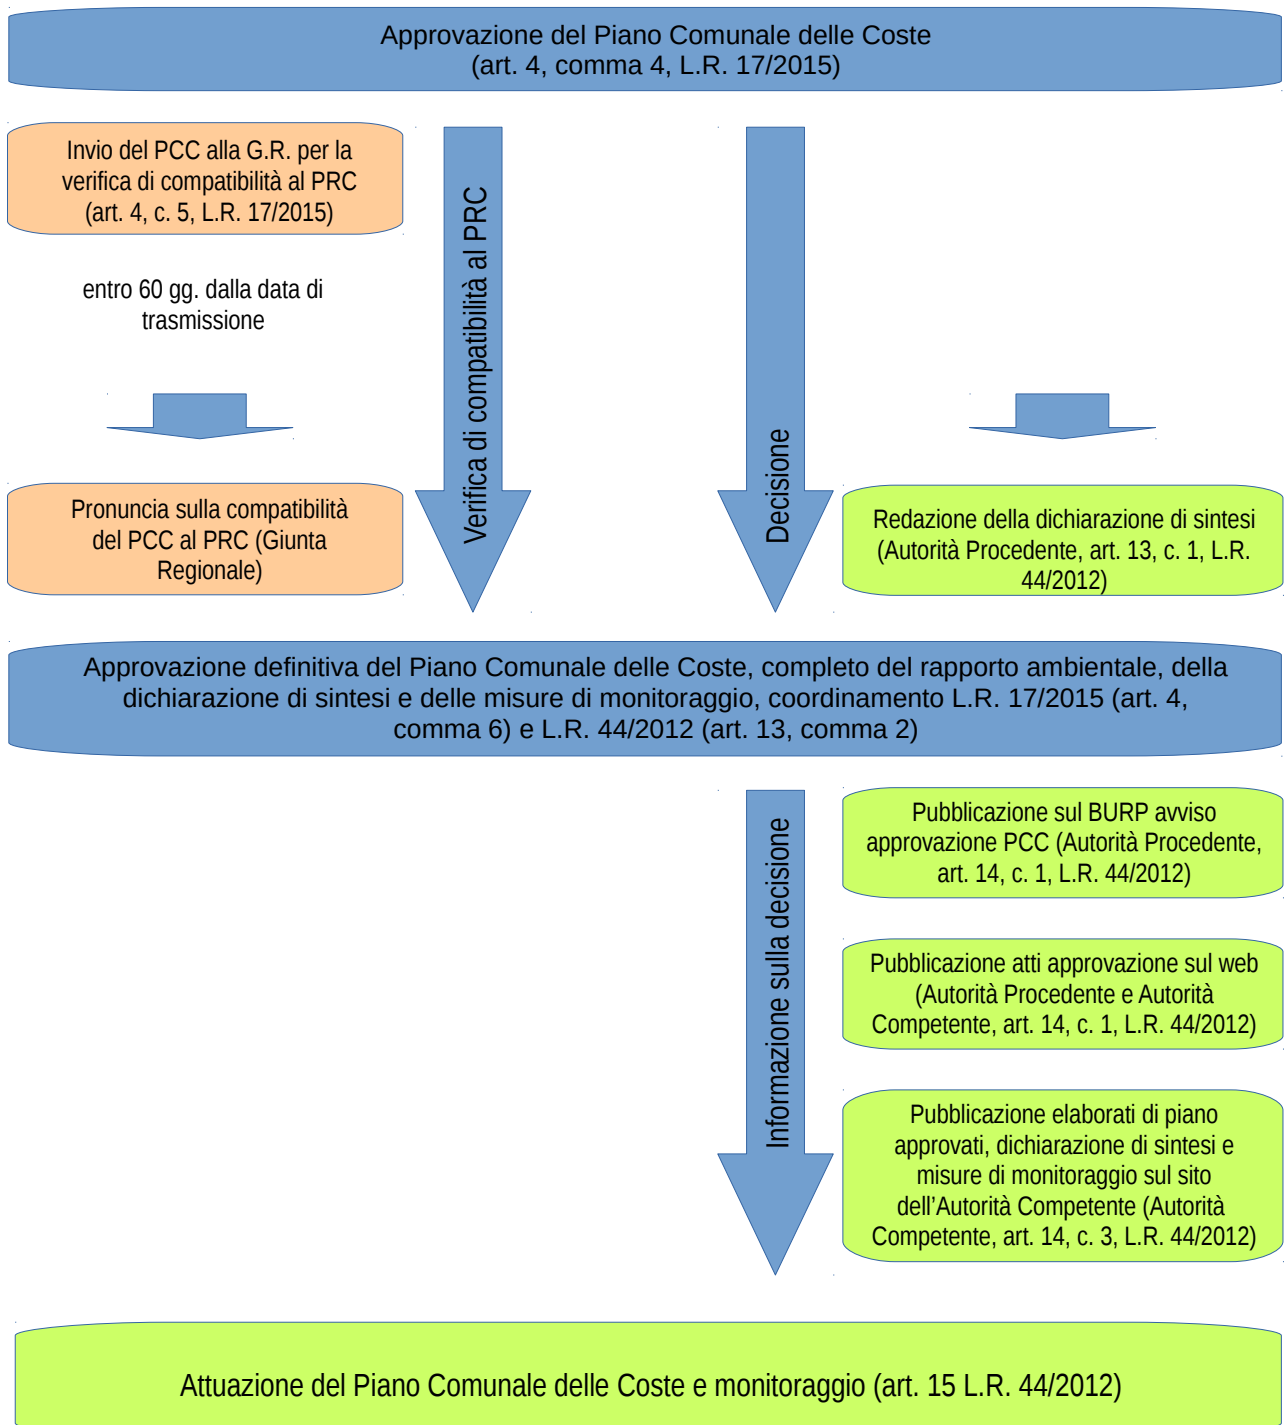 Approvazione del Piano Comunale delle Coste
(art. 4, comma 4, L.R. 17/2015)
Invio del PCC alla G.R. per la
verifica di compatibilità al PRC
(art. 4, c. 5, L.R. 17/2015)
entro 60 gg. dalla data di
trasmissione
Pronuncia sulla compatibilità
del PCC al PRC (Giunta
Regionale)
Verifica di compatibilità al PRC
Decisione
Redazione della dichiarazione di sintesi
(Autorità Procedente, art. 13, c. 1, L.R.
44/2012)
Approvazione definitiva del Piano Comunale delle Coste, completo del rapporto ambientale, della
dichiarazione di sintesi e delle misure di monitoraggio, coordinamento L.R. 17/2015 (art. 4,
comma 6) e L.R. 44/2012 (art. 13, comma 2)
Informazione sulla decisione
Pubblicazione sul BURP avviso
approvazione PCC (Autorità Procedente,
art. 14, c. 1, L.R. 44/2012)
Pubblicazione atti approvazione sul web
(Autorità Procedente e Autorità
Competente, art. 14, c. 1, L.R. 44/2012)
Pubblicazione elaborati di piano
approvati, dichiarazione di sintesi e
misure di monitoraggio sul sito
dell'Autorità Competente (Autorità
Competente, art. 14, c. 3, L.R. 44/2012)
Attuazione del Piano Comunale delle Coste e monitoraggio (art. 15 L.R. 44/2012)